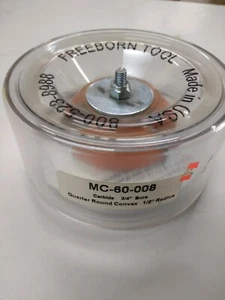 FREEBORN TOOL
Made in U.S.A.
800-523-8988
MC-60-008
Carbide 3/4" Bore
Quarter Round Convex 1/2" Radius